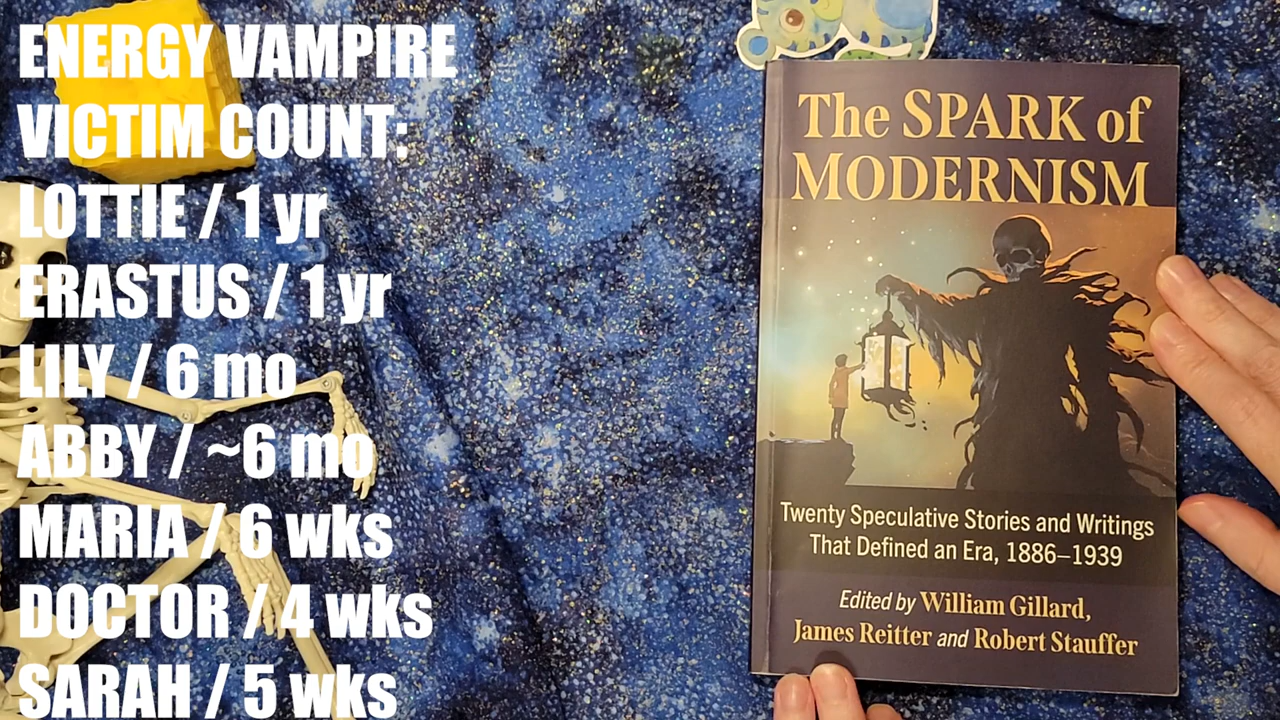 ENERGY VAMPIRE
VICTIM COUNT:
LOTTIE / 1 yr
ERASTUS / 1 yr
LILY / 6 mo
ABBY / ~6 mo
MARIA / 6 wks
DOCTOR / 4 wks
SARAH / 5 wks
The SPARK of
MODERNISM
Twenty Speculative Stories and Writings
That Defined an Era, 1886–1939
Edited by William Gillard,
James Reitter and Robert Stauffer